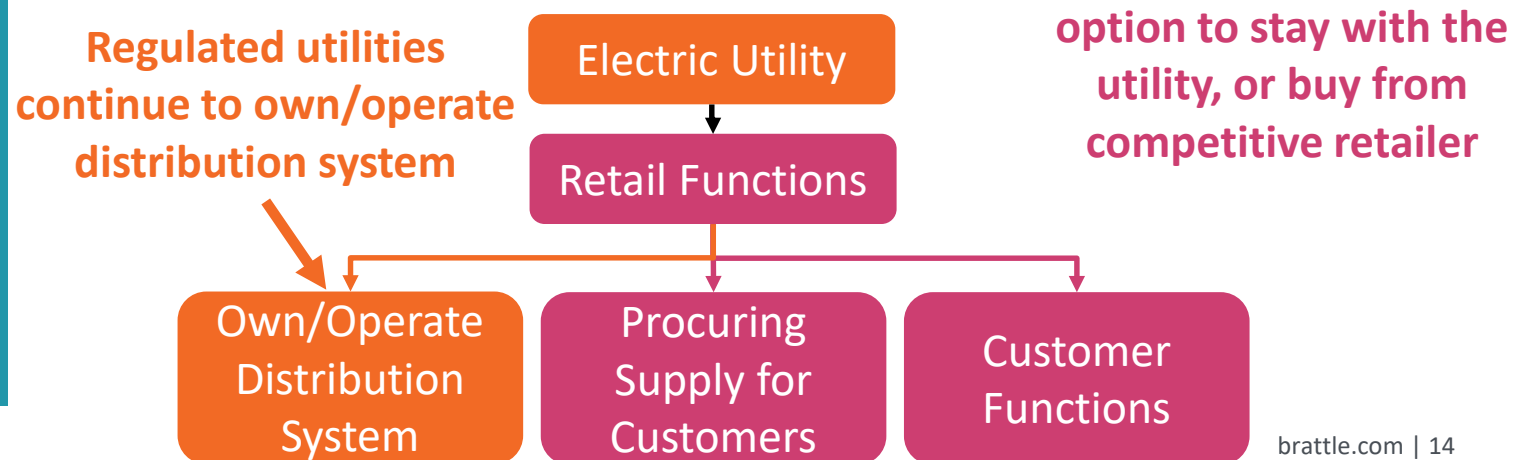 Regulated utilities
continue to own/operate
distribution system
Electric Utility
option to stay with the
utility, or buy from
competitive retailer
Retail Functions
Own/Operate
Distribution
System
Procuring
Supply for
Customers
Customer
Functions
brattle.com | 14